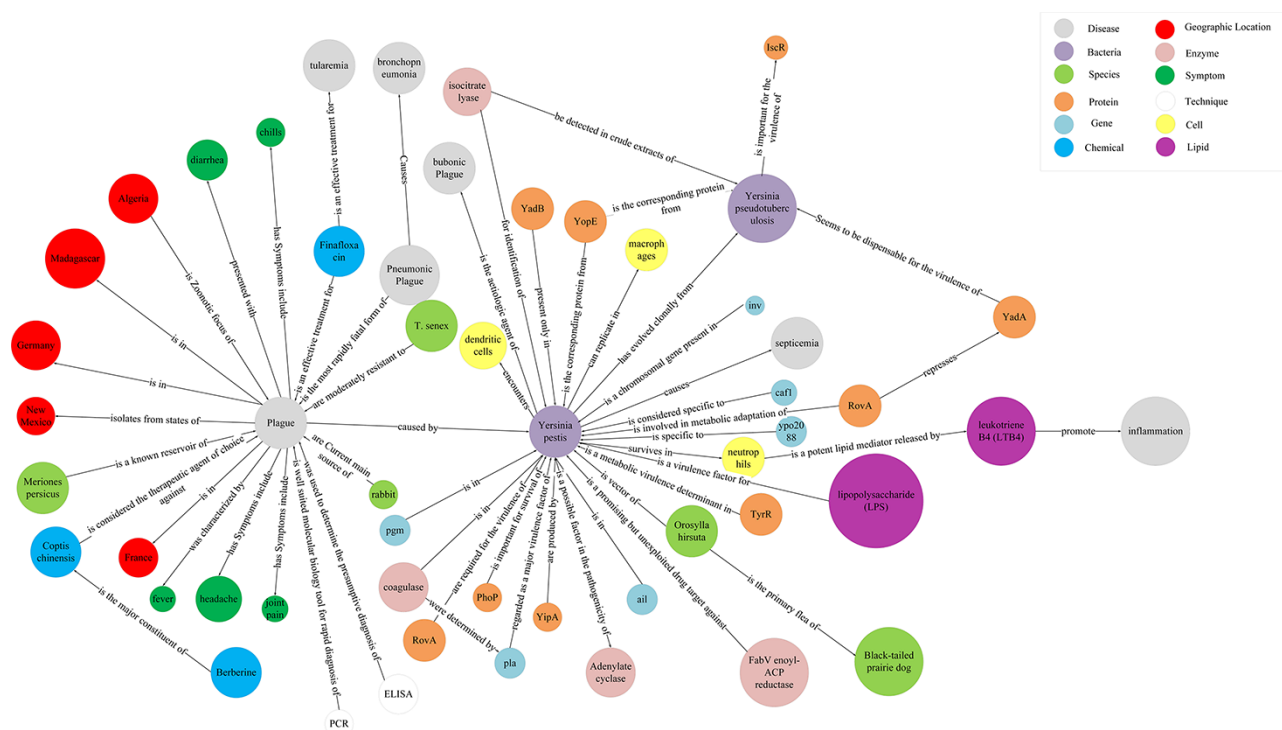 Disease
Geographic Location
Bacteria
Enzyme
Species
Symptom
Protein
Technique
Gene
Cell
Chemical
Lipid
IscR
tularemia
bronchopn
eumonia
isocitrate
lyase
is important for the
virulence of
chills
is an effective treatment for
Causes
be detected in crude extracts of
diarrhea
bubonic
Plague
Yersinia
pseudotuberc
ulosis
Algeria
YadB
YopE
is the corresponding protein
from
has Symptoms include
for identification of
Seems to be dispensable for the virulence of
Madagascar
Finafloxa
cin
macrop
hages
Pneumonic
Plague
is Zoonotic focus of
presented with
is the aetiologic agent of
present only in
is the corresponding protein from
can replicate in
has evolved clonally from
inv
YadA
T. senex
is in
is an effective treatment for
is the most rapidly fatal form of
are moderately resistant to
dendritic
cells
encounters
is a chromosomal gene present in
septicemia
Germany
is in
causes
represses
caf1
New
Mexico
isolates from states of
Plague
caused by
Yersinia
pestis
is considered specific to
is involved in metabolic adaptation of
RovA
is specific to
ypo20
88
leukotriene
B4 (LTB4)
promote
inflammation
survives in
neutrop
hils
is a potent lipid mediator released by
is a virulence factor for
lipopolysaccharide
(LPS)
is a metabolic virulence determinant in
TyrR
Meriones
persicus
is a known reservoir of
are Current main
source of
rabbit
is considered the therapeutic agent of choice
against
is in
was characterized by
has Symptoms include
has Symptoms include
is well suited molecular biology tool for rapid diagnosis of
was used to determine the presumptive diagnosis of
pgm
is in
is in
is vector of
Orosylla
hirsuta
Coptis
chinensis
France
fever
headache
joint
pain
coagulase
were determined by
are required for the virulence of
is important for survival of
regarded as a major virulence factor of
are produced by
is a possible factor in the pathogenicity of
is in
is a promising but unexploited drug target against
is the primary flea of
PhoP
YipA
ail
RovA
pla
is the major constituent of
Berberine
ELISA
PCR
Adenylate
cyclase
FabV enoyl-
ACP
reductase
Black-tailed
prairie dog